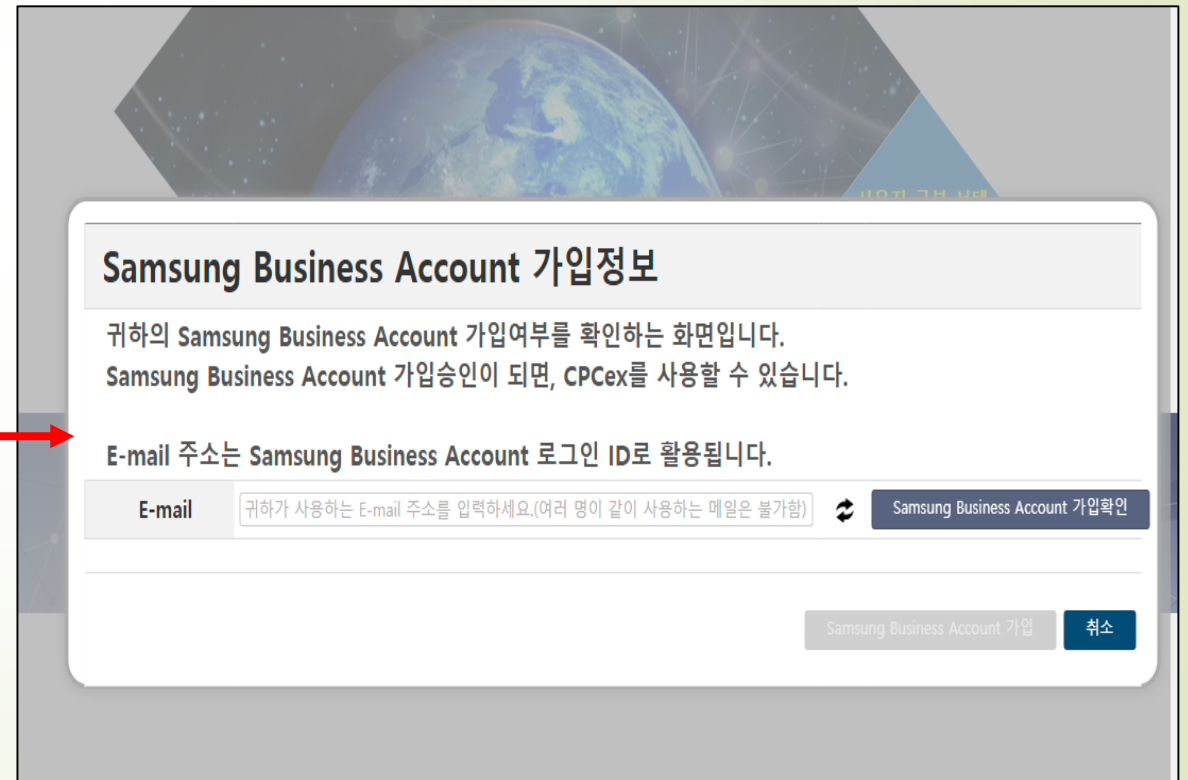 Samsung Business Account 가입정보
귀하의 Samsung Business Account 가입여부를 확인하는 화면입니다.
Samsung Business Account 가입승인이 되면, CPCex를 사용할 수 있습니다.
E-mail 주소는 Samsung Business Account 로그인 ID로 활용됩니다.
E-mail 귀하가 사용하는 E-mail 주소를 입력하세요.(여러 명이 같이 사용하는 메일은 불가함) Samsung Business Account 가입확인
Samsung Business Account 가입 취소